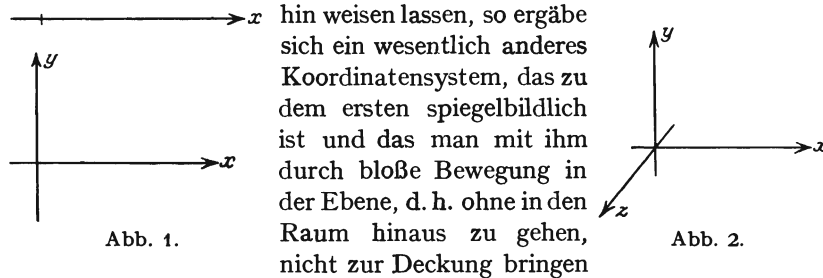 x
y
x
Abb. 1.
hin weisen lassen, so ergäbe
sich ein wesentlich anderes
Koordinatensystem, das zu
dem ersten spiegelbildlich
ist und das man mit ihm
durch bloße Bewegung in
der Ebene, d. h. ohne in den
Raum hinaus zu gehen,
nicht zur Deckung bringen
y
x
z
Abb. 2.